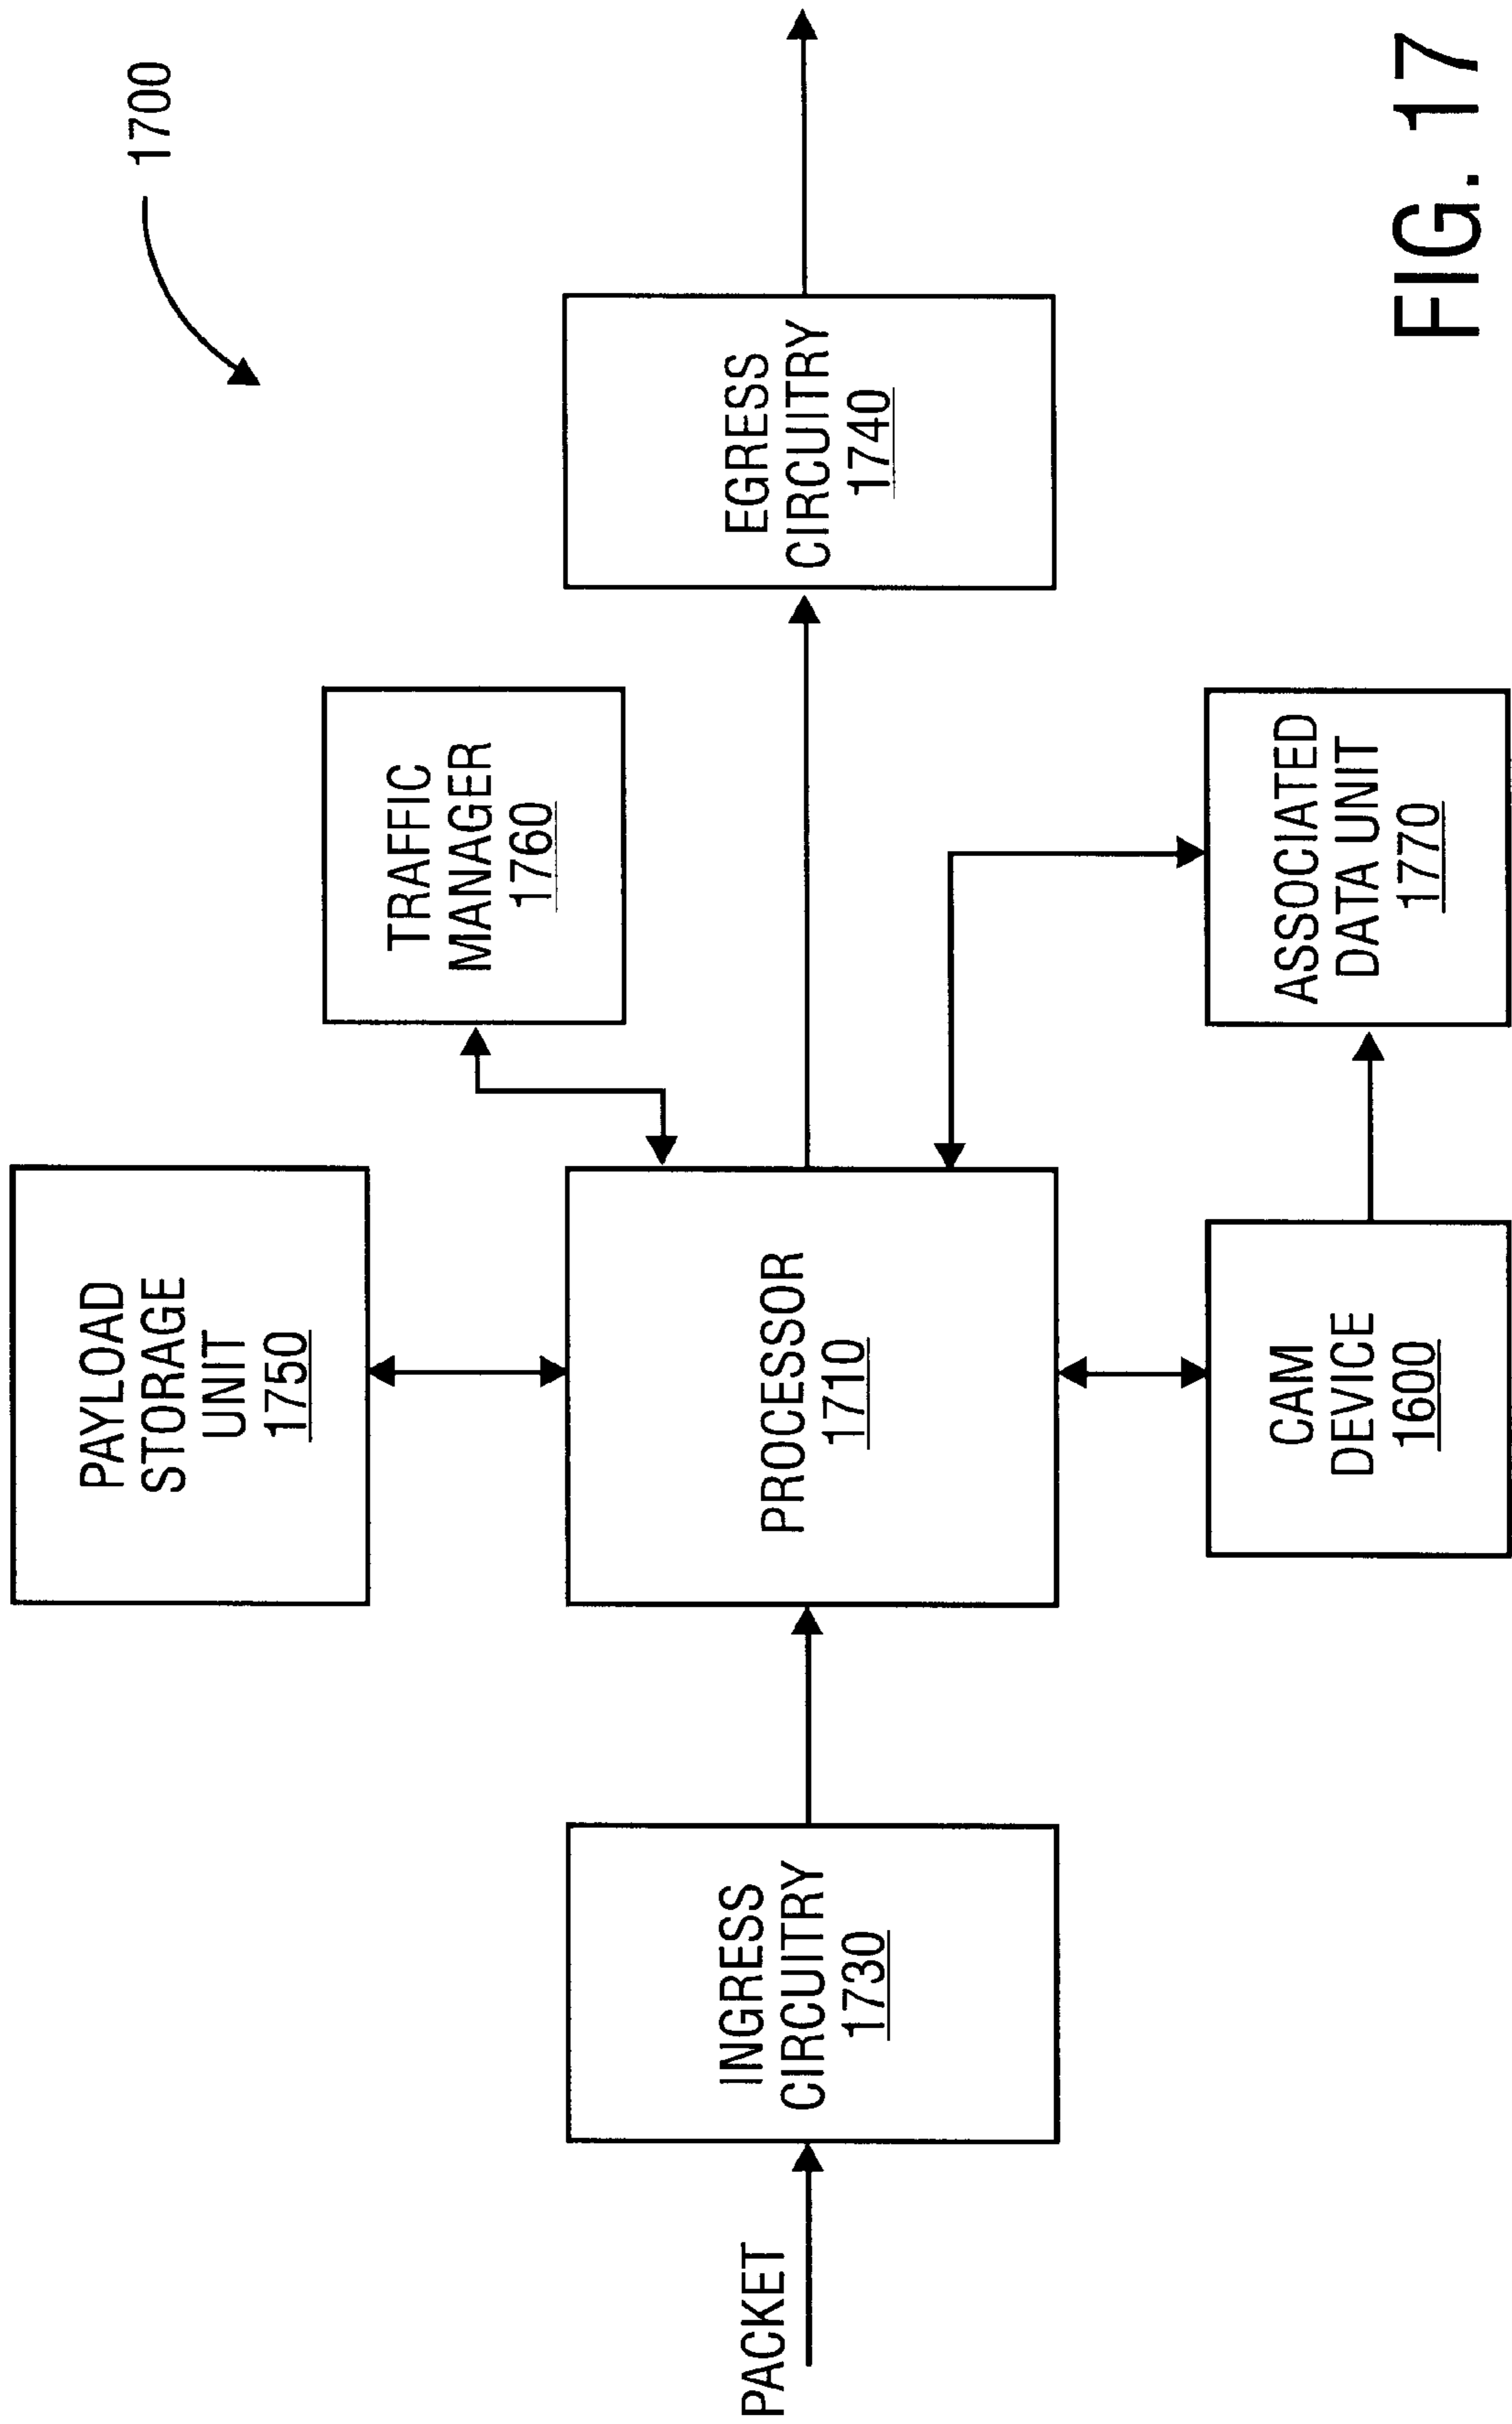 1700
PAYLOAD
STORAGE
UNIT
1750
TRAFFIC
MANAGER
1760
PACKET
INGRESS
CIRCUITRY
1730
PROCESSOR
1710
EGRESS
CIRCUITRY
1740
CAM
DEVICE
1600
ASSOCIATED
DATA UNIT
1770
FIG. 17